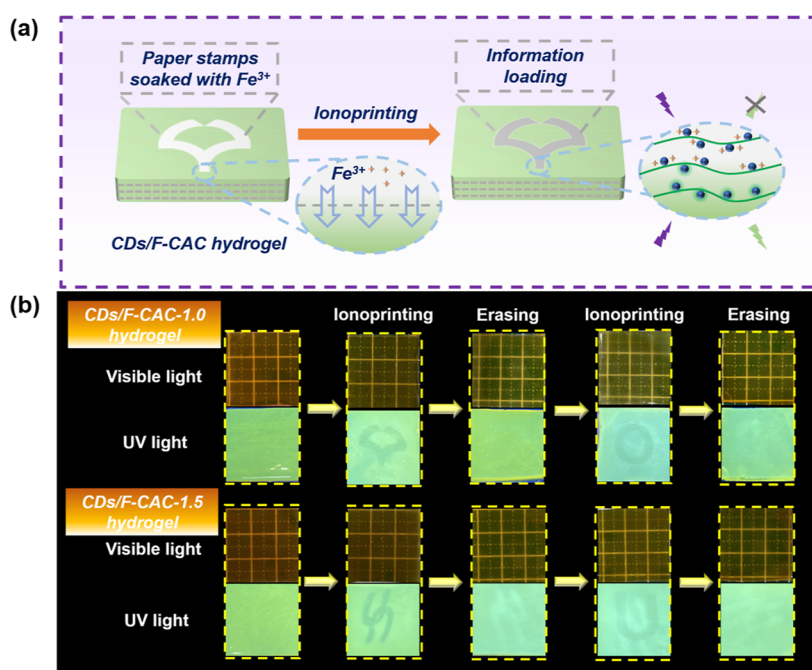 (a)
Paper stamps
soaked with Fe³⁺
Ionoprinting
Information
loading
Fe³⁺
CDs/F-CAC hydrogel
(b)
CDs/F-CAC-1.0
hydrogel
Ionoprinting
Erasing
Ionoprinting
Erasing
Visible light
UV light
CDs/F-CAC-1.5
hydrogel
Visible light
UV light